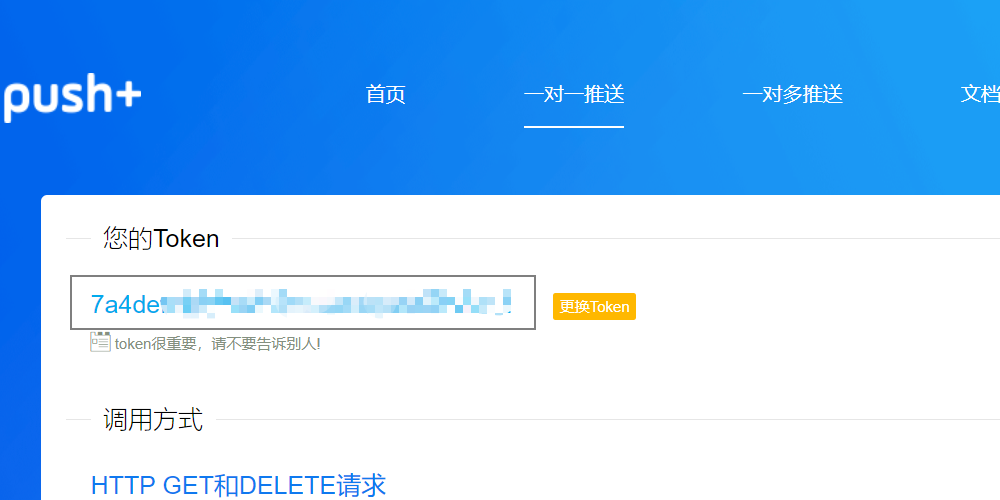 push+
首页
一对一推送
一对多推送
文档
您的Token
7a4de
更换Token
token很重要，请不要告诉别人!
调用方式
HTTP GET和DELETE请求